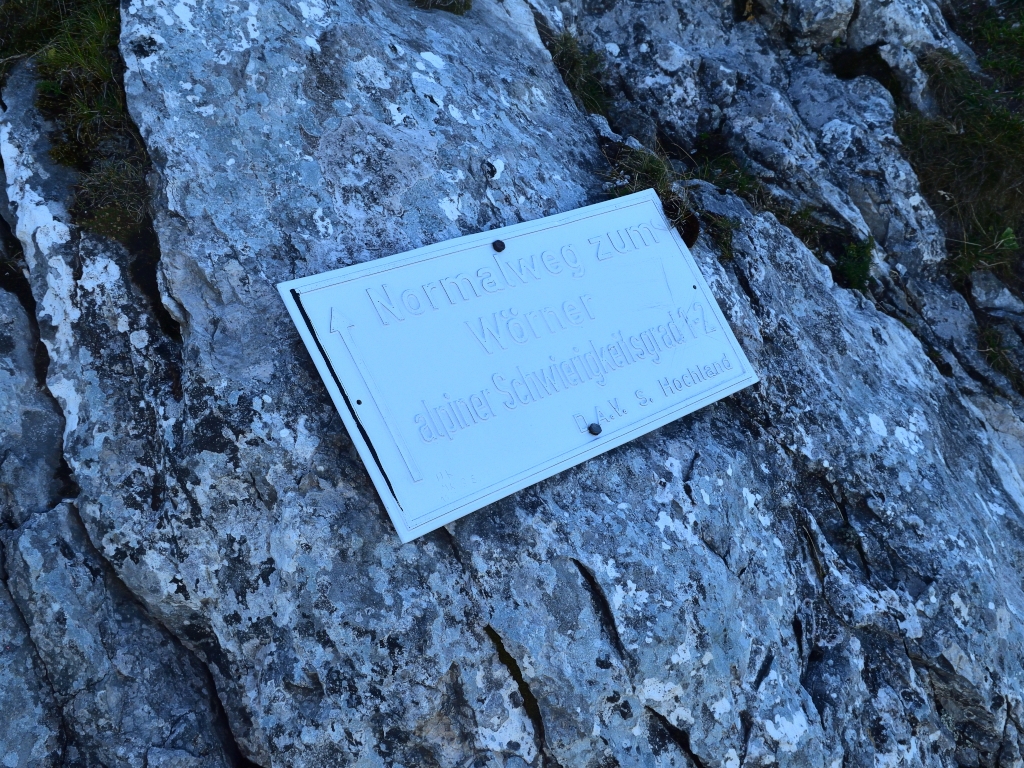 Normalweg zum
Wörner
alpiner Schwierigkeitsgrad 1-2
D.A.V. S. Hochland